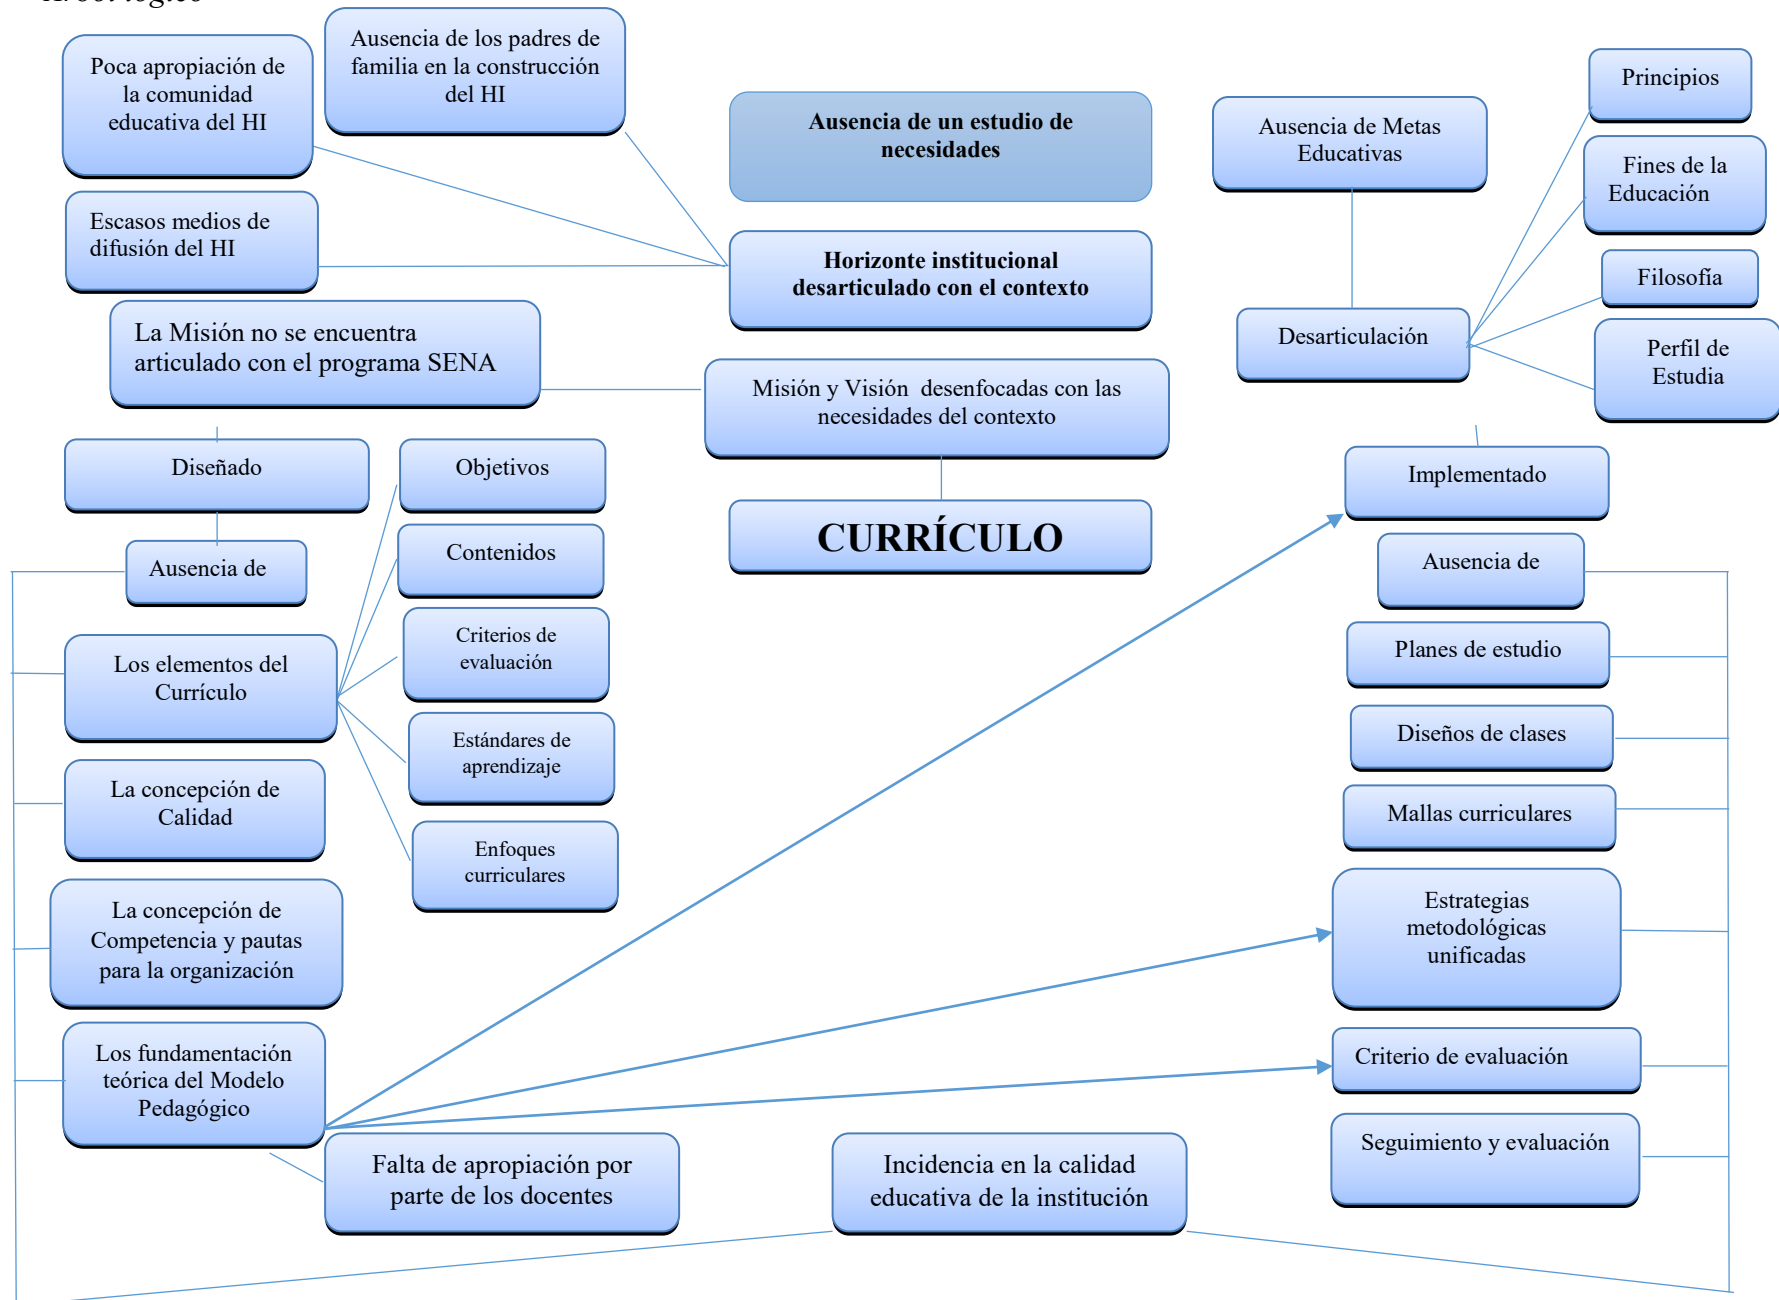 Árbol lógico
Poca apropiación de
la comunidad
educativa del HI
Ausencia de los padres de
familia en la construcción
del HI
Ausencia de un estudio de
necesidades
Ausencia de Metas
Educativas
Principios
Fines de la
Educación
Escasos medios de
difusión del HI
Horizonte institucional
desarticulado con el contexto
Filosofía
La Misión no se encuentra
articulado con el programa SENA
Desarticulación
Perfil de
Estudia
Misión y Visión desenfocadas con las
necesidades del contexto
Diseñado
Objetivos
Implementado
CURRÍCULO
Ausencia de
Contenidos
Ausencia de
Los elementos del
Currículo
Criterios de
evaluación
Planes de estudio
Estándares de
aprendizaje
Diseños de clases
La concepción de
Calidad
Mallas curriculares
Enfoques
curriculares
La concepción de
Competencia y pautas
para la organización
Estrategias
metodológicas
unificadas
Los fundamentación
teórica del Modelo
Pedagógico
Criterio de evaluación
Falta de apropiación por
parte de los docentes
Incidencia en la calidad
educativa de la institución
Seguimiento y evaluación